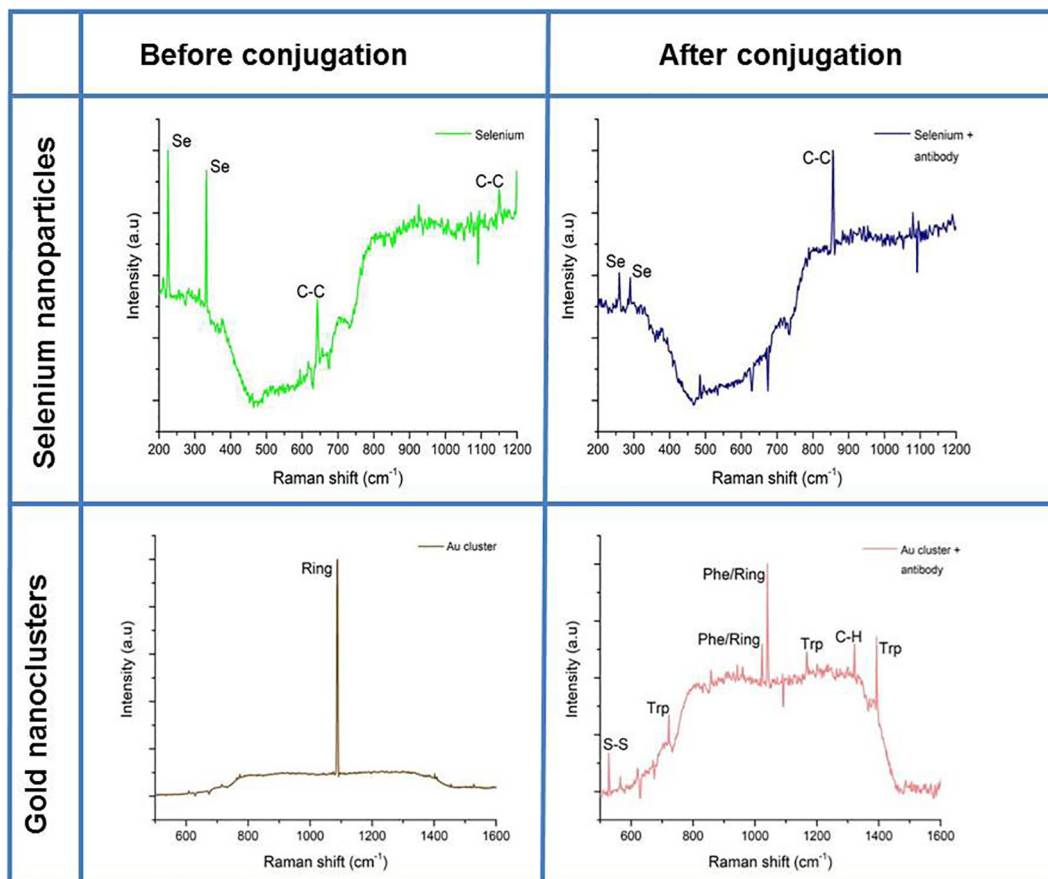 Before conjugation
After conjugation
Selenium nanoparticles
Intensity (a.u)
Se
Se
C-C
C-C
Selenium
200 300 400 500 600 700 800 900 1000 1100 1200
Raman shift (cm⁻¹)
Intensity (a.u)
Se
Se
C-C
Selenium +
antibody
200 300 400 500 600 700 800 900 1000 1100 1200
Raman shift (cm⁻¹)
Gold nanoclusters
Intensity (a.u)
Ring
Au cluster
600 800 1000 1200 1400 1600
Raman shift (cm⁻¹)
Intensity (a.u)
S-S
Trp
Phe/Ring
Phe/Ring
Trp
C-H
Trp
Au cluster +
antibody
600 800 1000 1200 1400 1600
Raman shift (cm⁻¹)